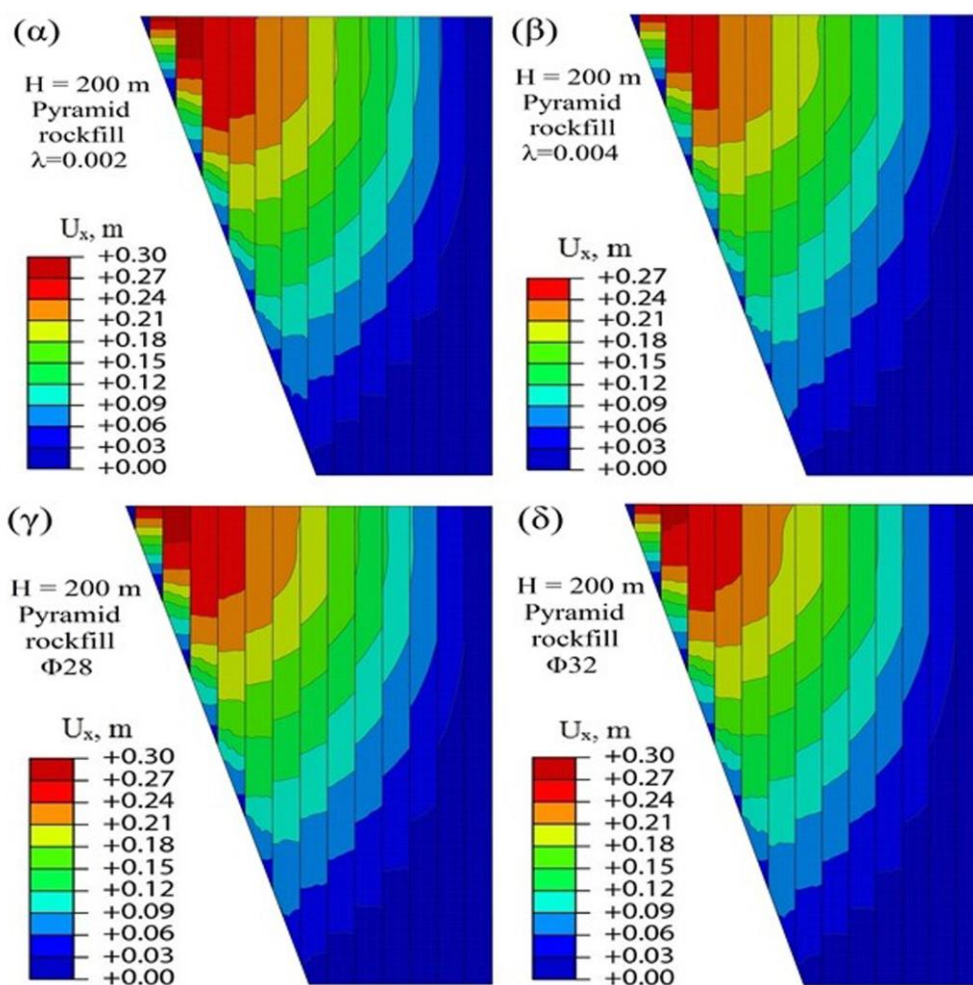 (α)
H = 200 m
Pyramid
rockfill
λ=0.002
Uₓ, m
+0.30
+0.27
+0.24
+0.21
+0.18
+0.15
+0.12
+0.09
+0.06
+0.03
+0.00
(β)
H = 200 m
Pyramid
rockfill
λ=0.004
Uₓ, m
+0.27
+0.24
+0.21
+0.18
+0.15
+0.12
+0.09
+0.06
+0.03
+0.00
(γ)
H = 200 m
Pyramid
rockfill
Φ28
Uₓ, m
+0.30
+0.27
+0.24
+0.21
+0.18
+0.15
+0.12
+0.09
+0.06
+0.03
+0.00
(δ)
H = 200 m
Pyramid
rockfill
Φ32
Uₓ, m
+0.30
+0.27
+0.24
+0.21
+0.18
+0.15
+0.12
+0.09
+0.06
+0.03
+0.00